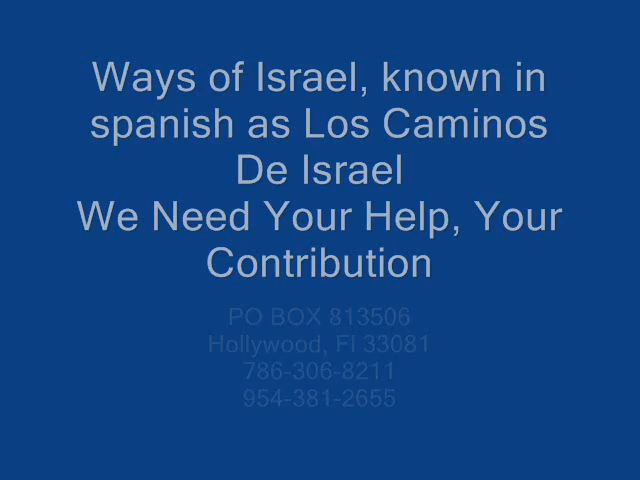 Ways of Israel, known in
spanish as Los Caminos
De Israel
We Need Your Help, Your
Contribution
PO BOX 813506
Hollywood, Fl 33081
786-306-8211
954-381-2655